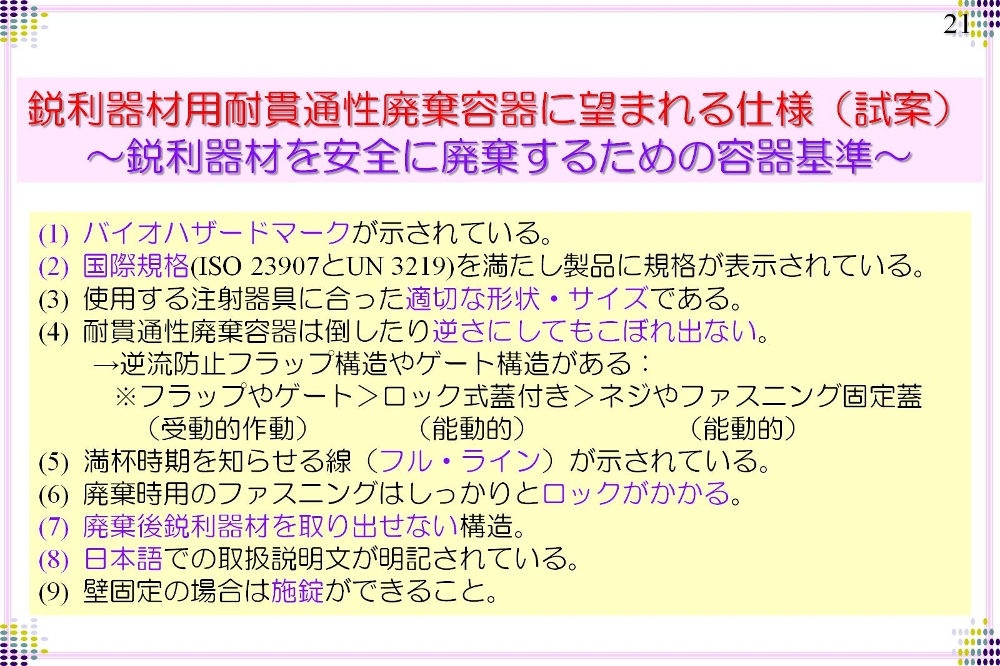 21
鋭利器材用耐貫通性廃棄容器に望まれる仕様（試案）
～鋭利器材を安全に廃棄するための容器基準～
(1) バイオハザードマークが示されている。
(2) 国際規格(ISO 23907とUN 3219)を満たし製品に規格が表示されている。
(3) 使用する注射器具に合った適切な形状・サイズである。
(4) 耐貫通性廃棄容器は倒したり逆さにしてもこぼれ出ない。
→逆流防止フラップ構造やゲート構造がある：
※フラップやゲート＞ロック式蓋付き＞ネジやファスニング固定蓋
（受動的作動）　（能動的）　（能動的）
(5) 満杯時期を知らせる線（フル・ライン）が示されている。
(6) 廃棄時用のファスニングはしっかりとロックがかかる。
(7) 廃棄後鋭利器材を取り出せない構造。
(8) 日本語での取扱説明文が明記されている。
(9) 壁固定の場合は施錠ができること。